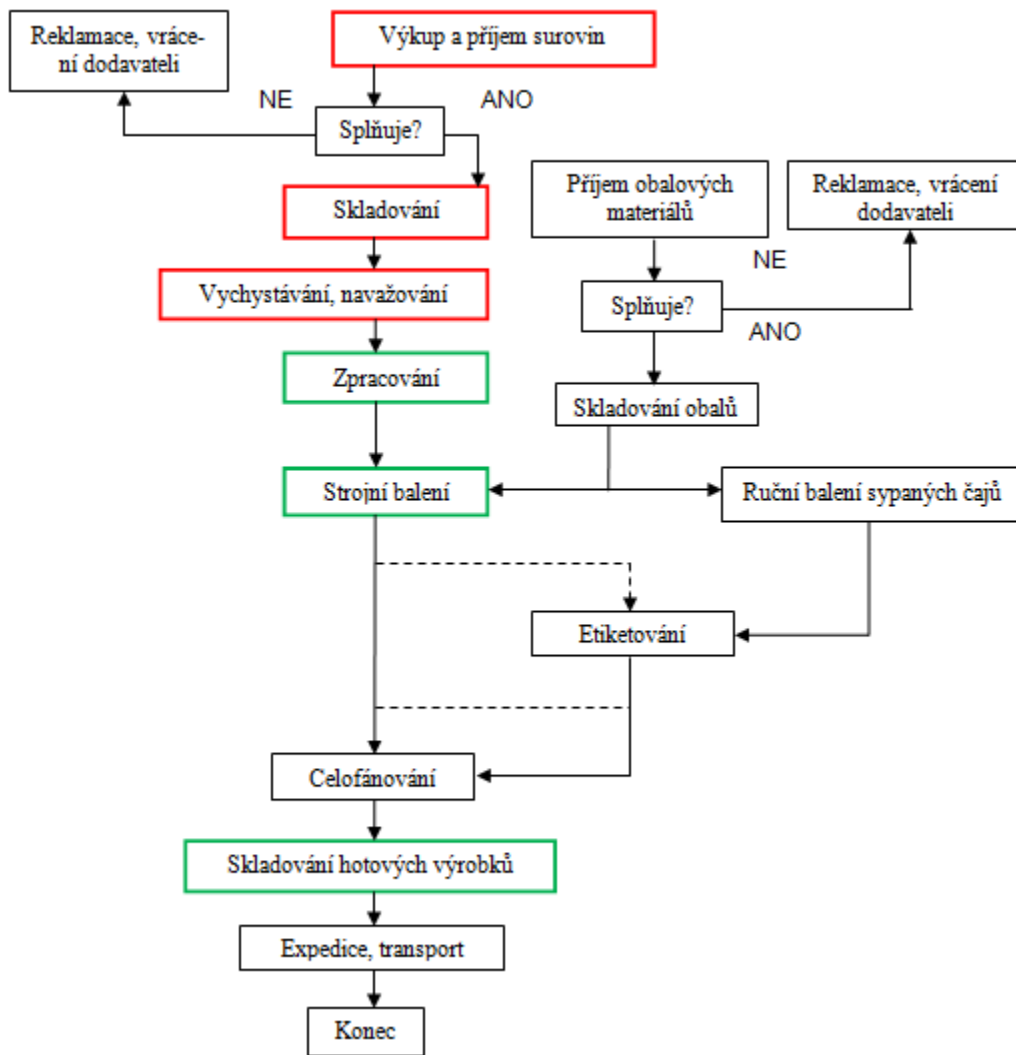 Reklamace, vráce-
ní dodavateli
Výkup a příjem surovin
NE
ANO
Splňuje?
Skladování
Příjem obalových
materiálů
Reklamace, vrácení
dodavateli
NE
Vychystávání, navažování
Splňuje?
ANO
Zpracování
Skladování obalů
Strojní balení
Ruční balení sypaných čajů
Etiketování
Celofánování
Skladování hotových výrobků
Expedice, transport
Konec